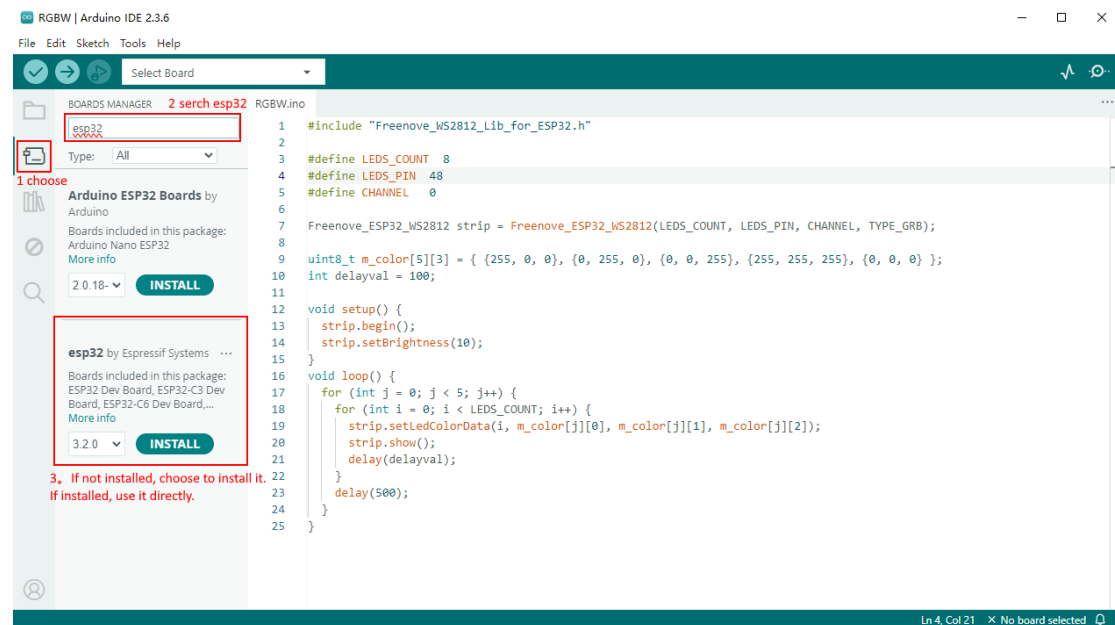 RGBW | Arduino IDE 2.3.6
File Edit Sketch Tools Help
Select Board
BOARDS MANAGER
2 serch esp32
RGBW.ino
esp32
Type: All
1 choose
Arduino ESP32 Boards by
Arduino
Boards included in this package:
Arduino Nano ESP32
More info
2.0.18-
INSTALL
esp32 by Espressif Systems
Boards included in this package:
ESP32 Dev Board, ESP32-C3 Dev
Board, ESP32-C6 Dev Board,...
More info
3.2.0
INSTALL
3。If not installed, choose to install it.
If installed, use it directly.
1 #include "Freenove_WS2812_Lib_for_ESP32.h"
2
3 #define LEDS_COUNT  8
4 #define LEDS_PIN  48
5 #define CHANNEL   0
6
7 Freenove_ESP32_WS2812 strip = Freenove_ESP32_WS2812(LEDS_COUNT, LEDS_PIN, CHANNEL, TYPE_GRB);
8
9 uint8_t m_color[5][3] = { {255, 0, 0}, {0, 255, 0}, {0, 0, 255}, {255, 255, 255}, {0, 0, 0} };
10 int delayval = 100;
11
12 void setup() {
13   strip.begin();
14   strip.setBrightness(10);
15 }
16 void loop() {
17   for (int j = 0; j < 5; j++) {
18     for (int i = 0; i < LEDS_COUNT; i++) {
19       strip.setLedColorData(i, m_color[j][0], m_color[j][1], m_color[j][2]);
20       strip.show();
21       delay(delayval);
22     }
23     delay(500);
24   }
25 }
Ln 4, Col 21 × No board selected